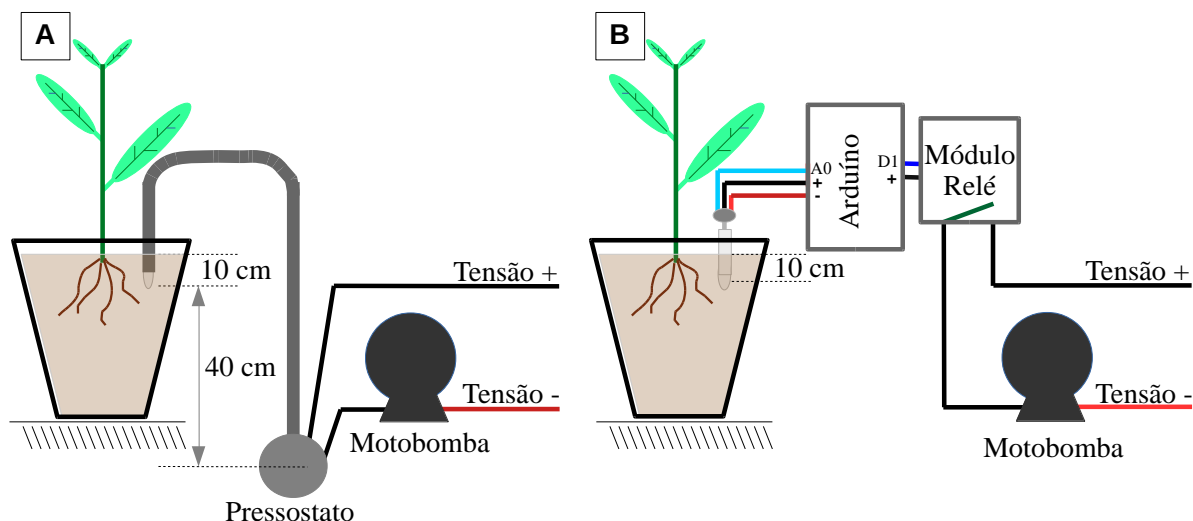 A
10 cm
40 cm
Tensão +
Tensão -
Motobomba
Pressostato
B
A0
+
-
Arduíno
D1
+
Módulo
Relé
10 cm
Tensão +
Tensão -
Motobomba